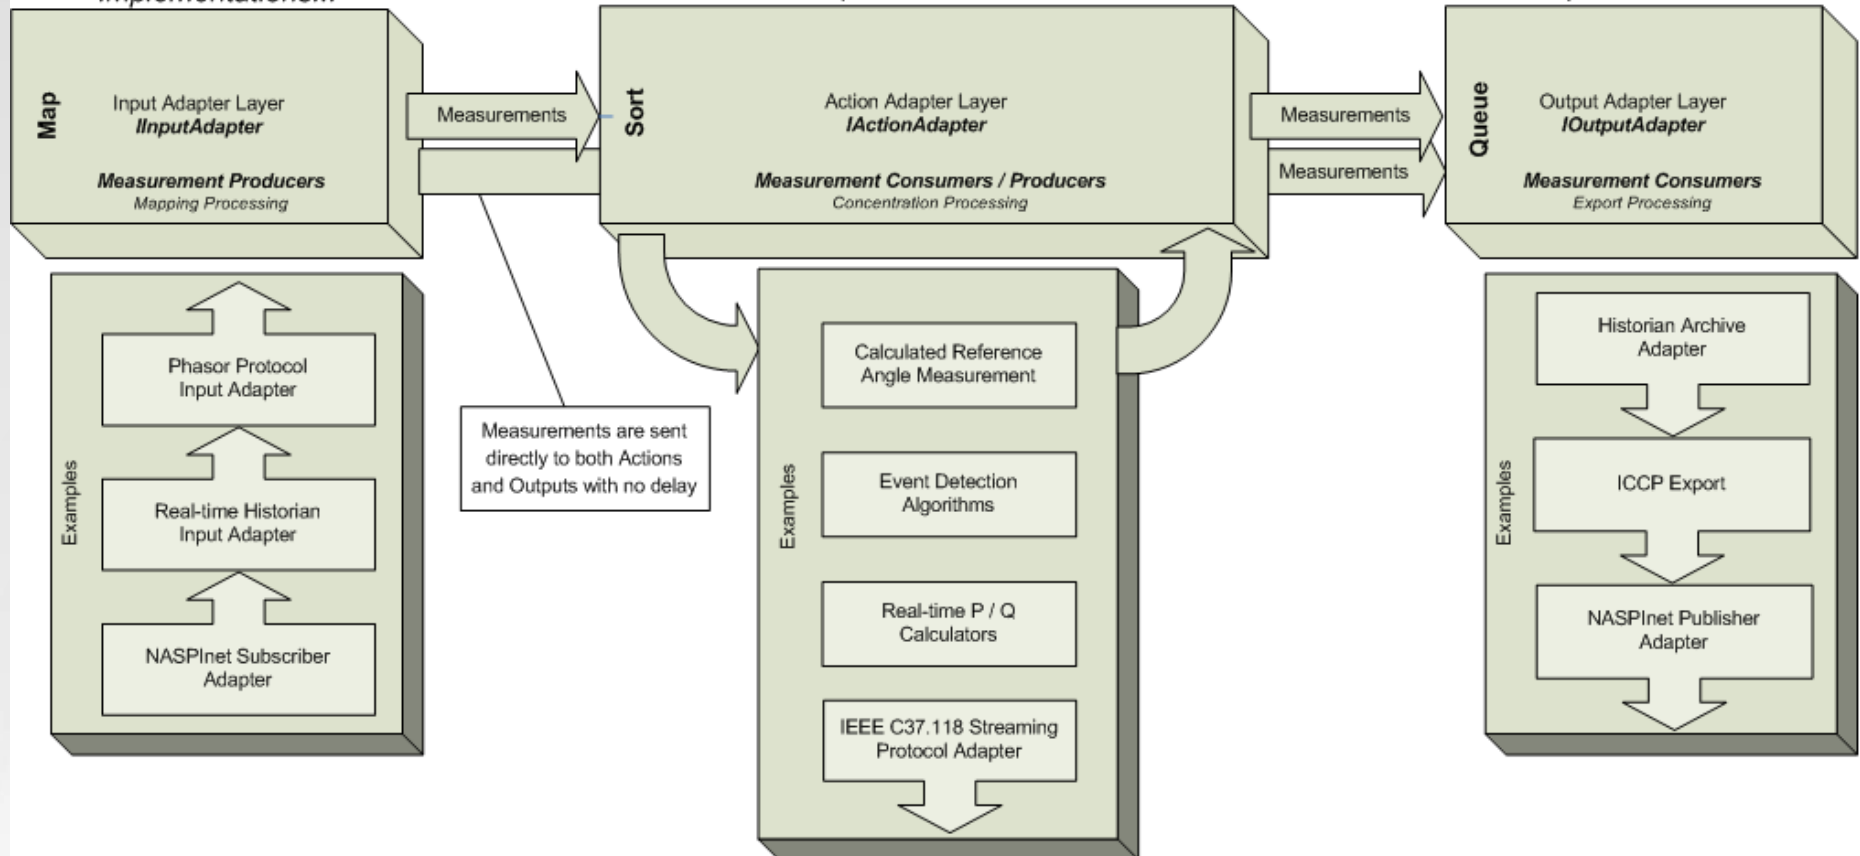 Implementations...
Map
Input Adapter Layer
IInputAdapter
Measurement Producers
Mapping Processing
Measurements
Sort
Action Adapter Layer
IActionAdapter
Measurement Consumers / Producers
Concentration Processing
Measurements
Measurements
Queue
Output Adapter Layer
IOutputAdapter
Measurement Consumers
Export Processing
Examples
Phasor Protocol
Input Adapter
Real-time Historian
Input Adapter
NASPInet Subscriber
Adapter
Measurements are sent
directly to both Actions
and Outputs with no delay
Examples
Calculated Reference
Angle Measurement
Event Detection
Algorithms
Real-time P / Q
Calculators
IEEE C37.118 Streaming
Protocol Adapter
Examples
Historian Archive
Adapter
ICCP Export
NASPInet Publisher
Adapter